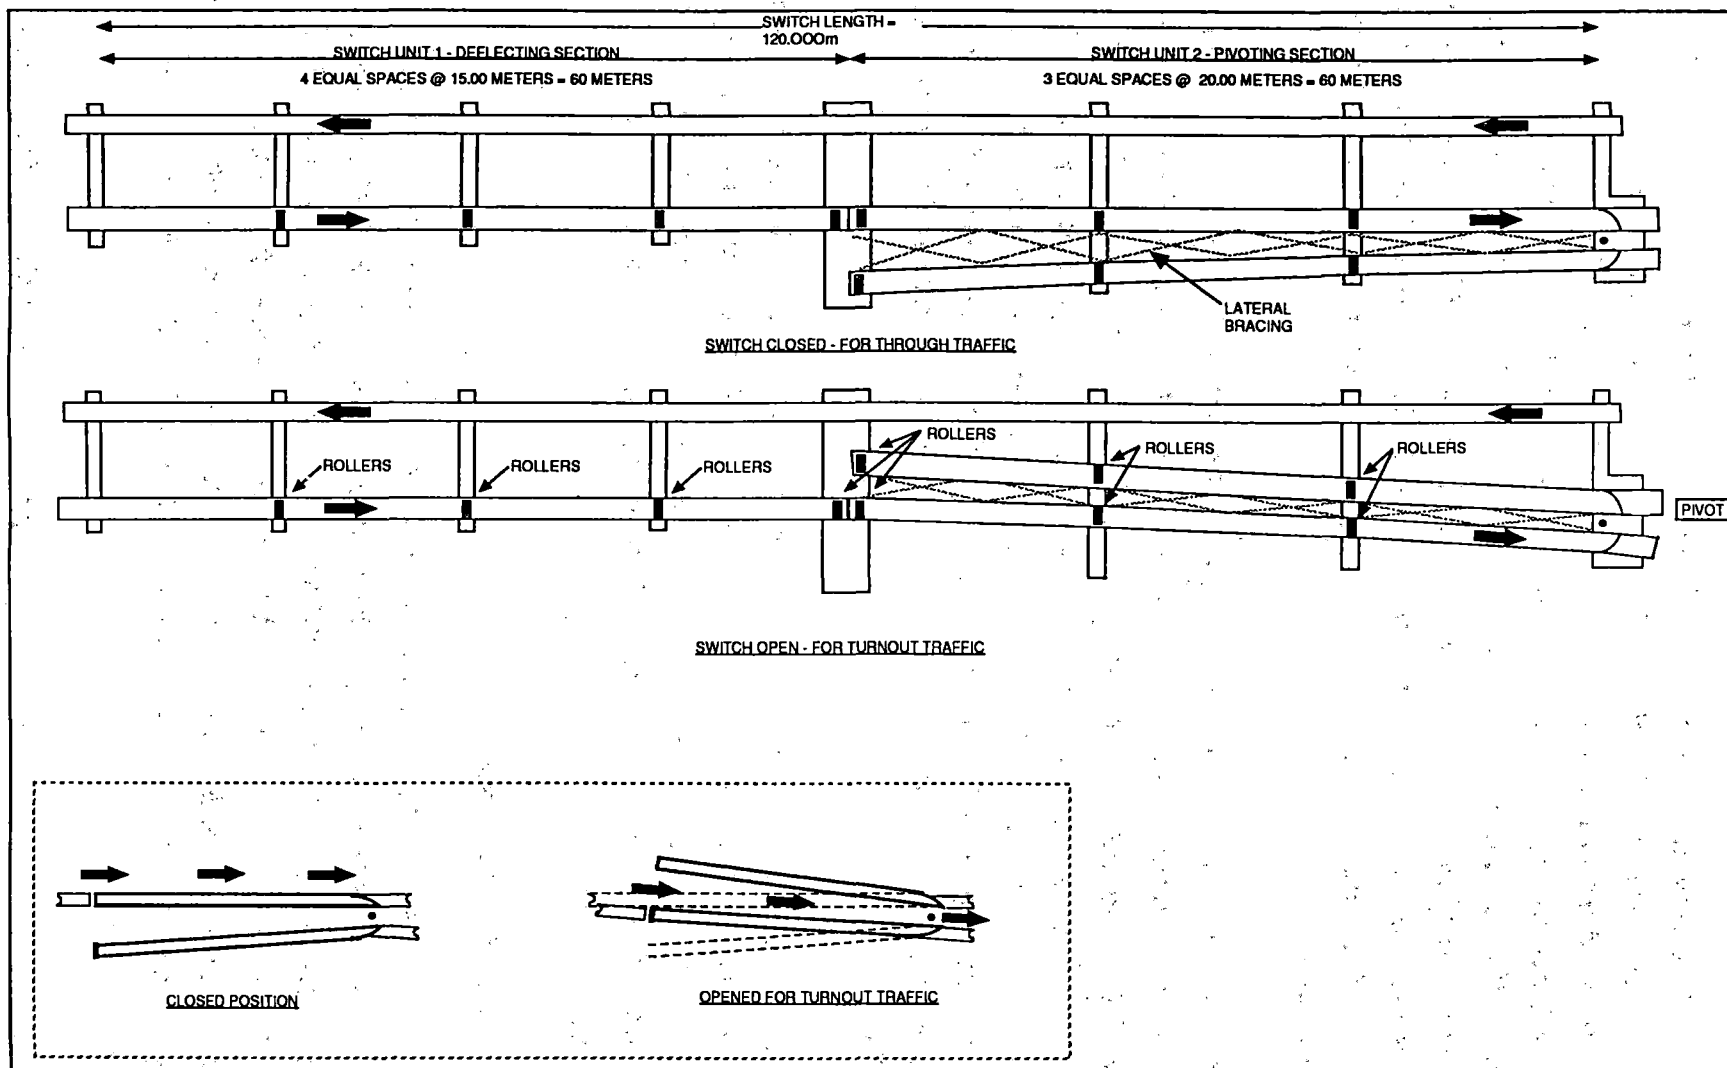 SWITCH LENGTH =
120.000m
SWITCH UNIT 1 - DEFLECTING SECTION
SWITCH UNIT 2 - PIVOTING SECTION
4 EQUAL SPACES @ 15.00 METERS = 60 METERS
3 EQUAL SPACES @ 20.00 METERS = 60 METERS
LATERAL
BRACING
SWITCH CLOSED - FOR THROUGH TRAFFIC
ROLLERS
ROLLERS
ROLLERS
ROLLERS
ROLLERS
ROLLERS
PIVOT
SWITCH OPEN - FOR TURNOUT TRAFFIC
CLOSED POSITION
OPENED FOR TURNOUT TRAFFIC